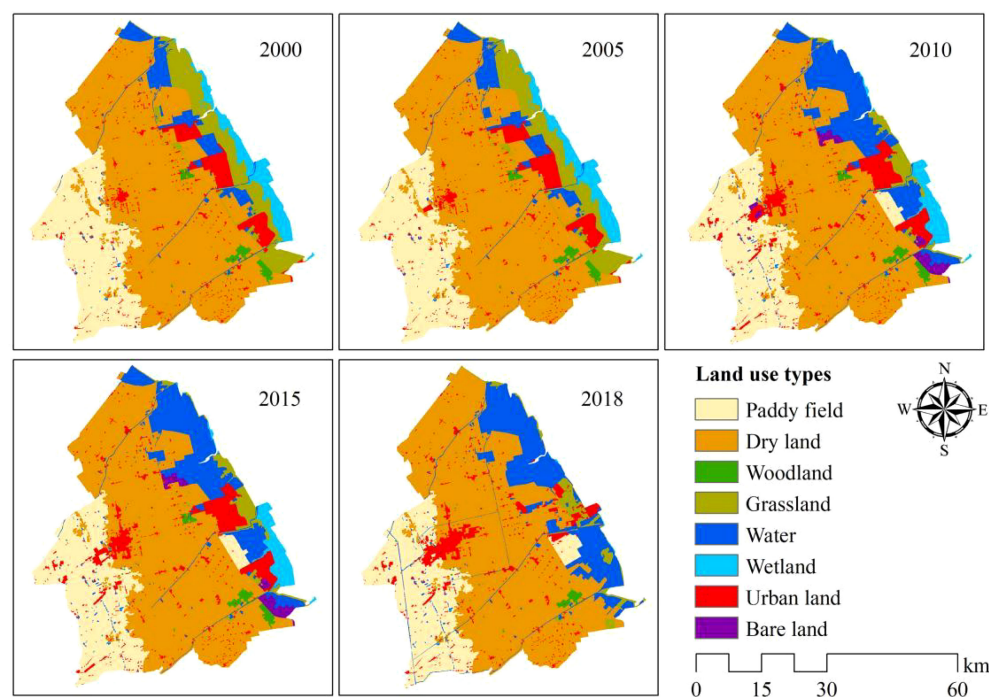 2000
2005
2010
2015
2018
Land use types
Paddy field
Dry land
Woodland
Grassland
Water
Wetland
Urban land
Bare land
N
W E
S
km
0 15 30 60